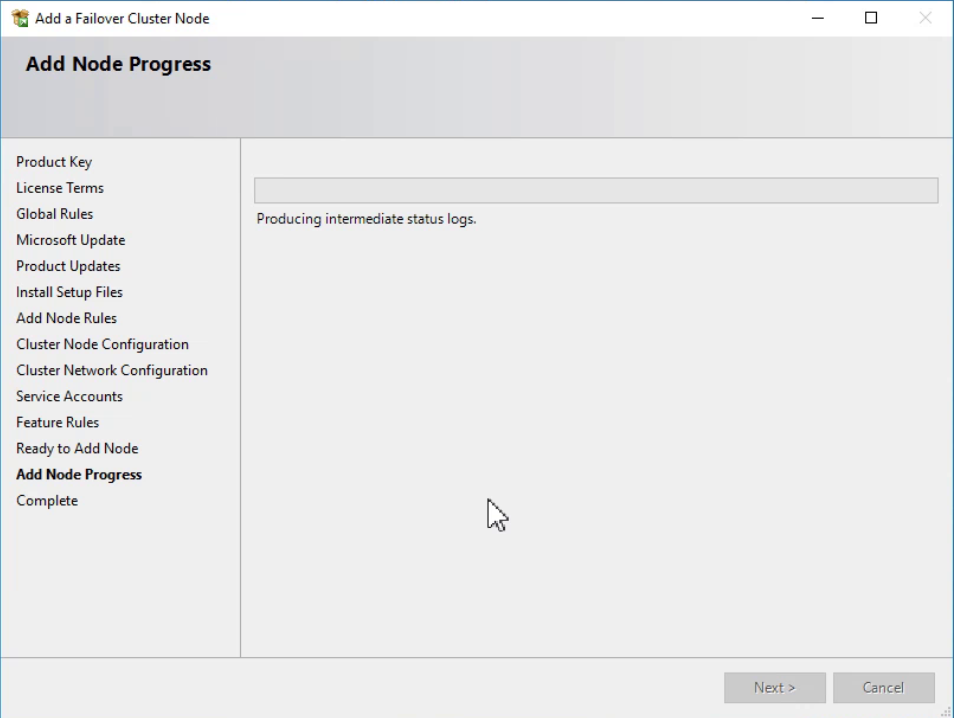 Add a Failover Cluster Node
Add Node Progress
Product Key
License Terms
Global Rules
Microsoft Update
Product Updates
Install Setup Files
Add Node Rules
Cluster Node Configuration
Cluster Network Configuration
Service Accounts
Feature Rules
Ready to Add Node
Add Node Progress
Complete
Producing intermediate status logs.
Next >
Cancel